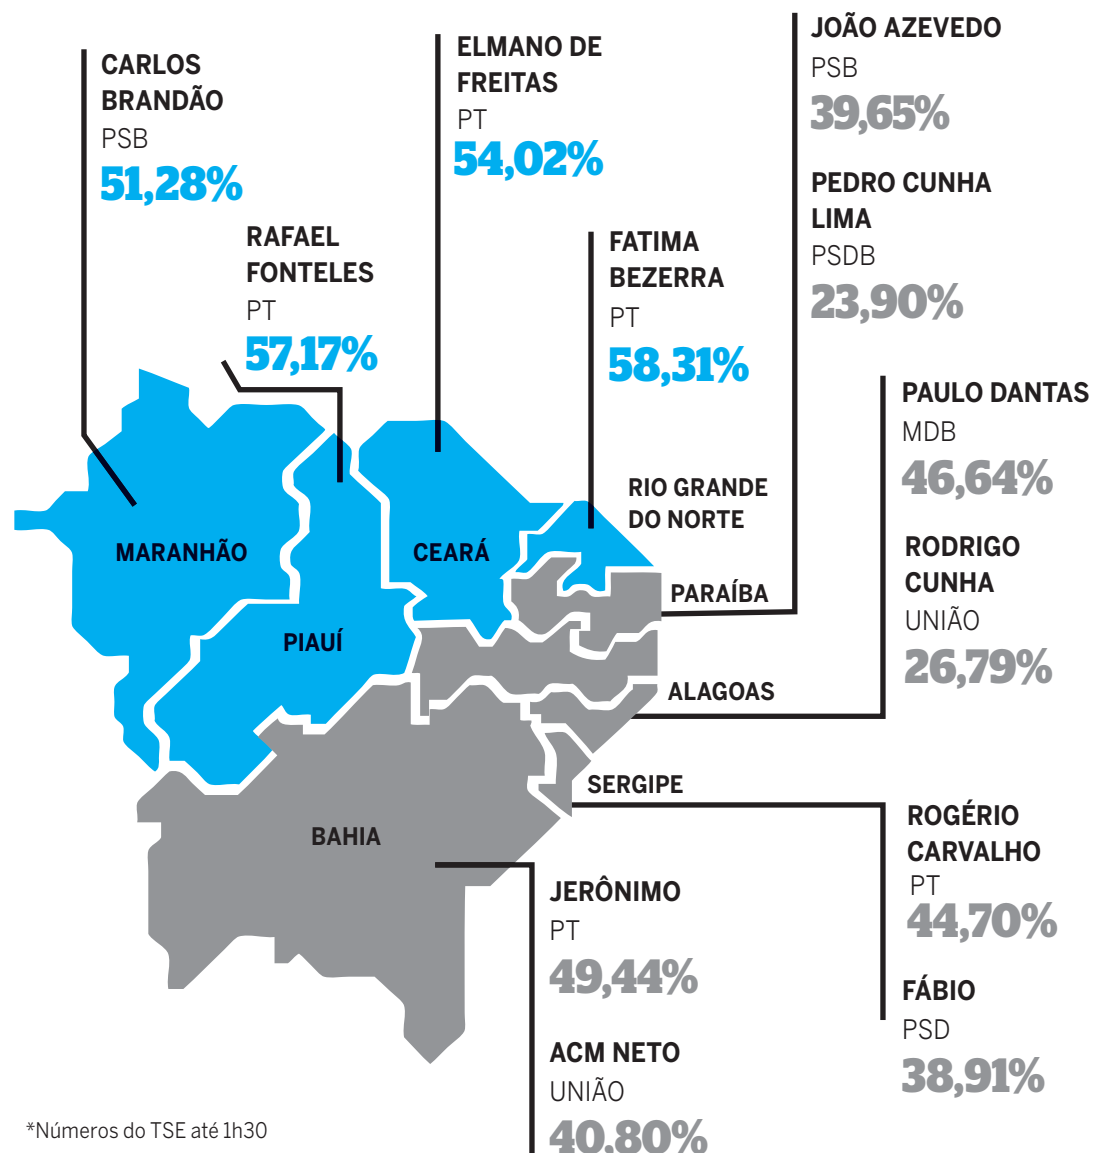 CARLOS
BRANDÃO
PSB
51,28%
ELMANO DE
FREITAS
PT
54,02%
JOÃO AZEVEDO
PSB
39,65%
PEDRO CUNHA
LIMA
PSDB
23,90%
RAFAEL
FONTELES
PT
57,17%
FATIMA
BEZERRA
PT
58,31%
PAULO DANTAS
MDB
46,64%
RODRIGO
CUNHA
UNIÃO
26,79%
RIO GRANDE
DO NORTE
MARANHÃO
CEARÁ
PARAÍBA
PIAUÍ
ALAGOAS
SERGIPE
BAHIA
ROGÉRIO
CARVALHO
PT
44,70%
FÁBIO
PSD
38,91%
JERÔNIMO
PT
49,44%
ACM NETO
UNIÃO
40,80%
*Números do TSE até 1h30